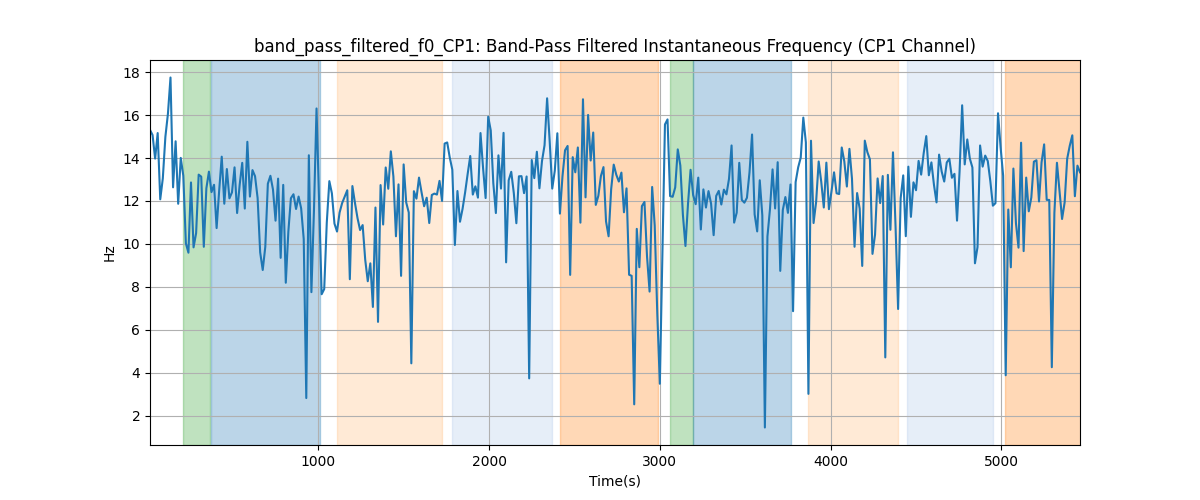 band_pass_filtered_f0_CP1: Band-Pass Filtered Instantaneous Frequency (CP1 Channel)
18
16
14
12
10
8
6
4
2
Hz
1000 2000 3000 4000 5000
Time(s)